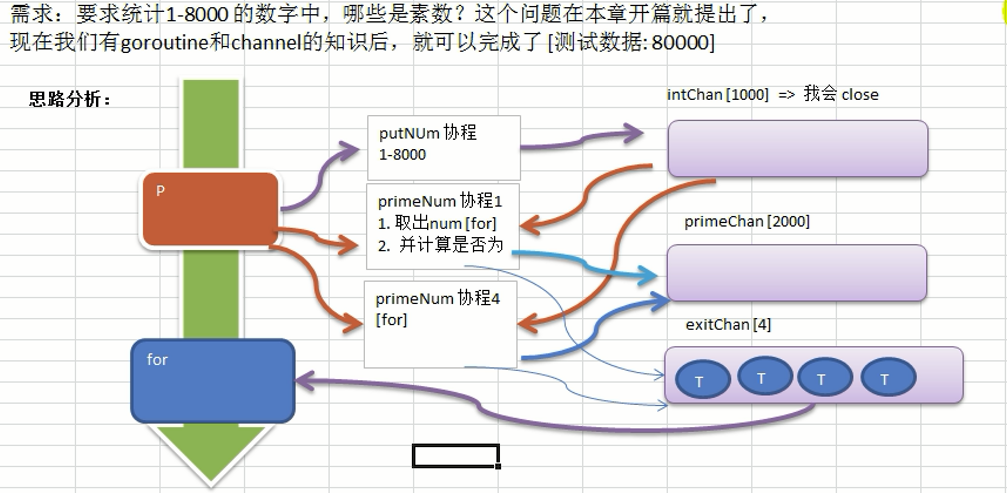 需求：要求统计1-8000 的数字中，哪些是素数？这个问题在本章开篇就提出了，
现在我们有goroutine和channel的知识后，就可以完成了 [测试数据: 80000]
思路分析：
intChan [1000]  => 我会 close
putNUm 协程
1-8000
P
primeNum 协程1
1. 取出num [for]
2. 并计算是否为
primeChan [2000]
primeNum 协程4
[for]
exitChan [4]
for
T T T T